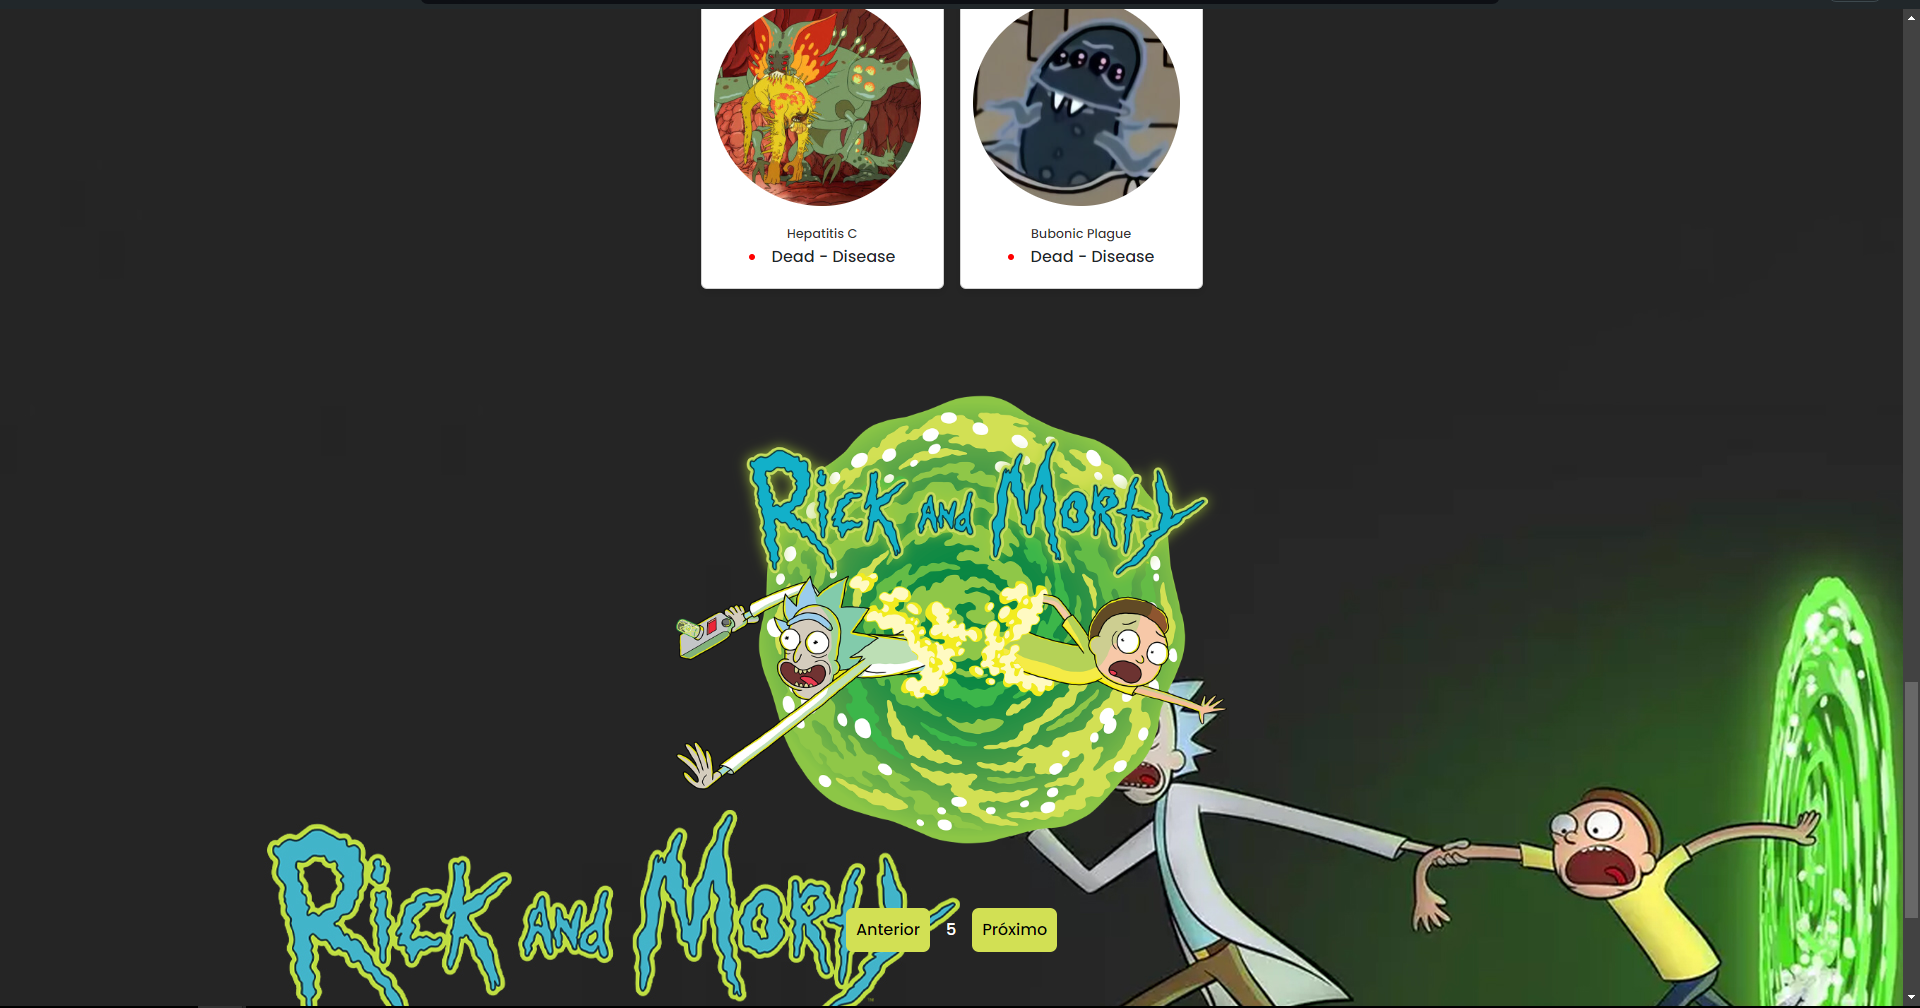 Hepatitis C
Dead - Disease
Bubonic Plague
Dead - Disease
RICK AND MORTY
RICK AND MORTY
Anterior 5 Próximo